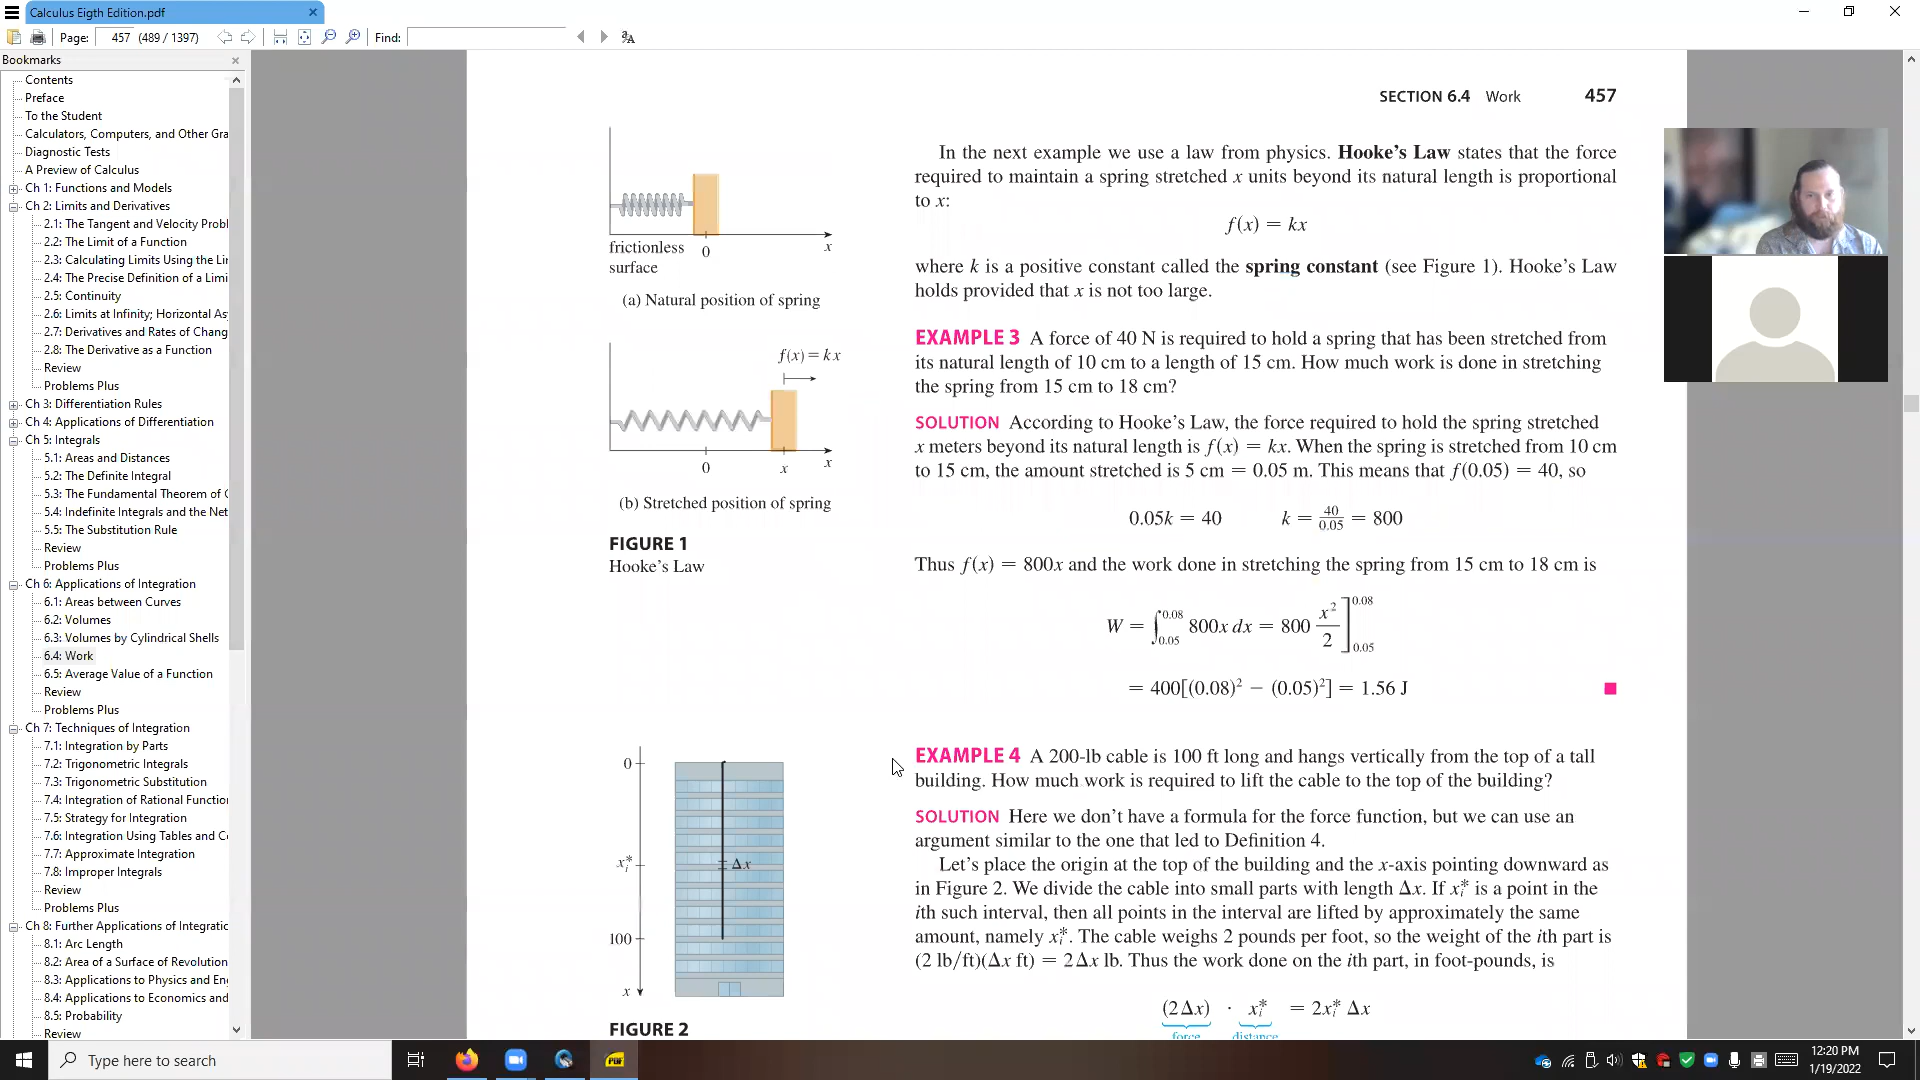 Calculus Eigth Edition.pdf
Page: 457 (489 / 1397) Find:
Bookmarks
Contents
Preface
To the Student
Calculators, Computers, and Other Gra
Diagnostic Tests
A Preview of Calculus
Ch 1: Functions and Models
Ch 2: Limits and Derivatives
2.1: The Tangent and Velocity Probl
2.2: The Limit of a Function
2.3: Calculating Limits Using the Lir
2.4: The Precise Definition of a Limi
2.5: Continuity
2.6: Limits at Infinity; Horizontal As
2.7: Derivatives and Rates of Chang
2.8: The Derivative as a Function
Review
Problems Plus
Ch 3: Differentiation Rules
Ch 4: Applications of Differentiation
Ch 5: Integrals
5.1: Areas and Distances
5.2: The Definite Integral
5.3: The Fundamental Theorem of C
5.4: Indefinite Integrals and the Net
5.5: The Substitution Rule
Review
Problems Plus
Ch 6: Applications of Integration
6.1: Areas between Curves
6.2: Volumes
6.3: Volumes by Cylindrical Shells
6.4: Work
6.5: Average Value of a Function
Review
Problems Plus
Ch 7: Techniques of Integration
7.1: Integration by Parts
7.2: Trigonometric Integrals
7.3: Trigonometric Substitution
7.4: Integration of Rational Function
7.5: Strategy for Integration
7.6: Integration Using Tables and Co
7.7: Approximate Integration
7.8: Improper Integrals
Review
Problems Plus
Ch 8: Further Applications of Integratic
8.1: Arc Length
8.2: Area of a Surface of Revolution
8.3: Applications to Physics and Eng
8.4: Applications to Economics and
8.5: Probability
Review
SECTION 6.4 Work 457
frictionless
surface
0
x
(a) Natural position of spring
f(x) = kx
0
x
x
(b) Stretched position of spring
FIGURE 1
Hooke's Law
In the next example we use a law from physics. Hooke's Law states that the force
required to maintain a spring stretched x units beyond its natural length is proportional
to x:
f(x) = kx
where k is a positive constant called the spring constant (see Figure 1). Hooke's Law
holds provided that x is not too large.
EXAMPLE 3 A force of 40 N is required to hold a spring that has been stretched from
its natural length of 10 cm to a length of 15 cm. How much work is done in stretching
the spring from 15 cm to 18 cm?
SOLUTION According to Hooke's Law, the force required to hold the spring stretched
x meters beyond its natural length is f(x) = kx. When the spring is stretched from 10 cm
to 15 cm, the amount stretched is 5 cm = 0.05 m. This means that f(0.05) = 40, so
0.05k = 40 k = 40/0.05 = 800
Thus f(x) = 800x and the work done in stretching the spring from 15 cm to 18 cm is
W = ∫_{0.05}^{0.08} 800x dx = 800 x²/2 ]_{0.05}^{0.08}
= 400[(0.08)² − (0.05)²] = 1.56 J
0
x_i*
Δx
100
x
FIGURE 2
EXAMPLE 4 A 200-lb cable is 100 ft long and hangs vertically from the top of a tall
building. How much work is required to lift the cable to the top of the building?
SOLUTION Here we don't have a formula for the force function, but we can use an
argument similar to the one that led to Definition 4.
Let's place the origin at the top of the building and the x-axis pointing downward as
in Figure 2. We divide the cable into small parts with length Δx. If x_i* is a point in the
ith such interval, then all points in the interval are lifted by approximately the same
amount, namely x_i*. The cable weighs 2 pounds per foot, so the weight of the ith part is
(2 lb/ft)(Δx ft) = 2Δx lb. Thus the work done on the ith part, in foot-pounds, is
(2Δx) · x_i* = 2x_i* Δx
force distance
Type here to search
PDF
12:20 PM
1/19/2022